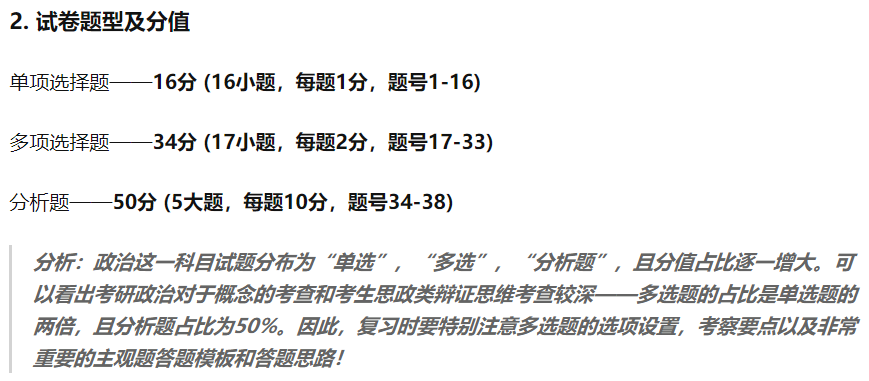 2. 试卷题型及分值
单项选择题——16分 (16小题，每题1分，题号1-16)
多项选择题——34分 (17小题，每题2分，题号17-33)
分析题——50分 (5大题，每题10分，题号34-38)
分析：政治这一科目试题分布为“单选”，“多选”，“分析题”，且分值占比逐一增大。可
以看出考研政治对于概念的考查和考生思政类辩证思维考查较深——多选题的占比是单选题的
两倍，且分析题占比为50%。因此，复习时要特别注意多选题的选项设置，考察要点以及非常
重要的主观题答题模板和答题思路！